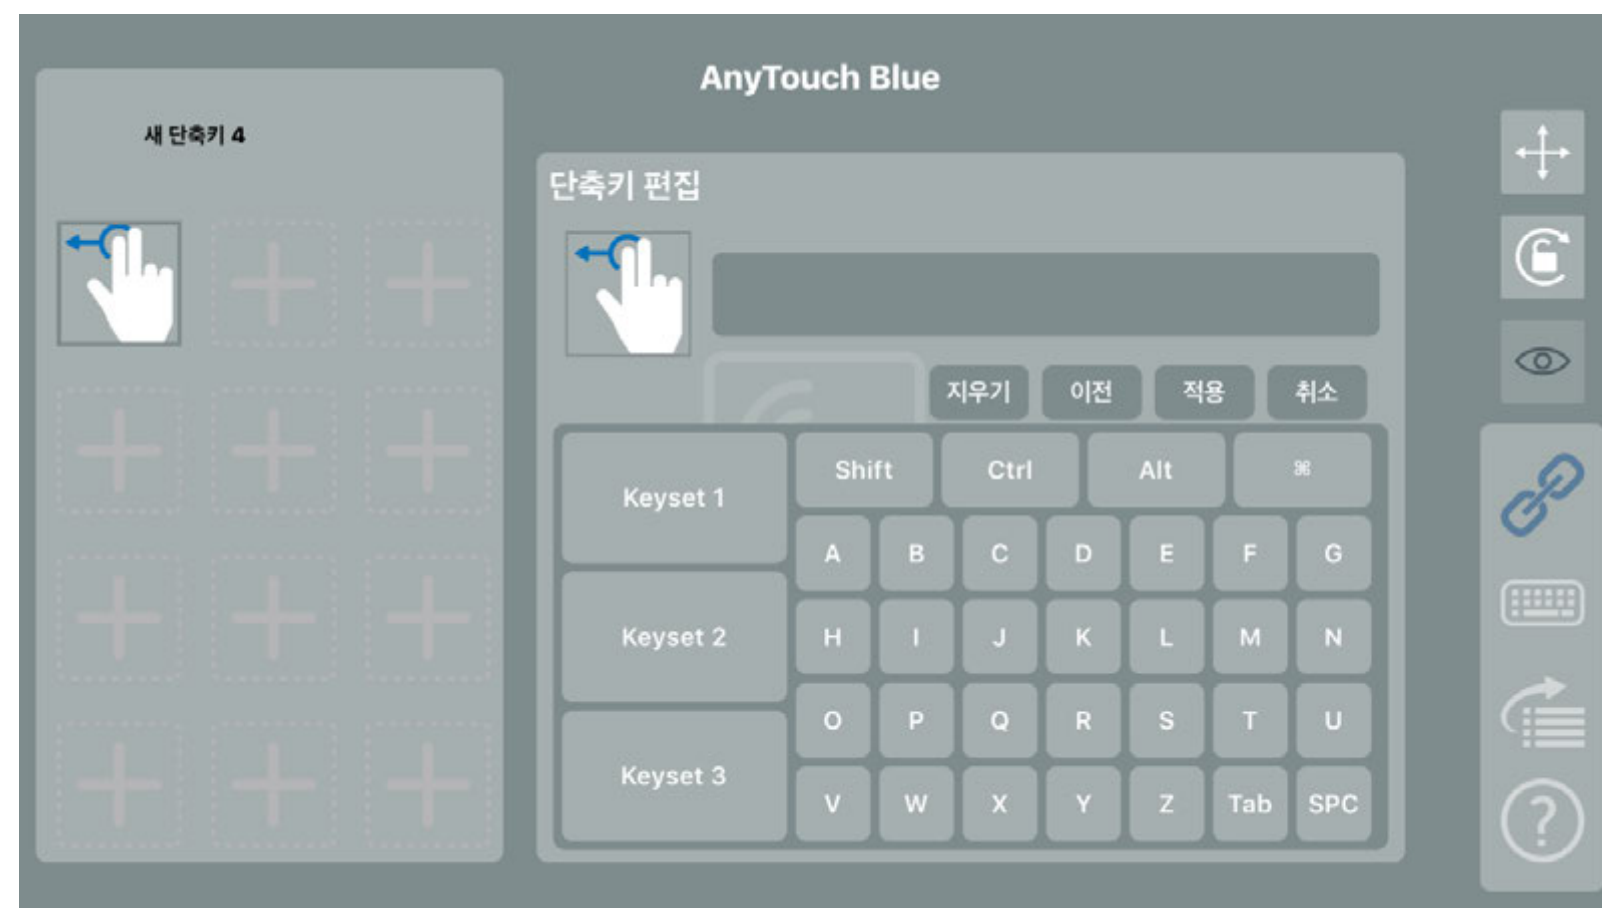 AnyTouch Blue
새 단축키 4
단축키 편집
지우기 이전 적용 취소
Keyset 1
Keyset 2
Keyset 3
Shift Ctrl Alt ⌘
A B C D E F G
H I J K L M N
O P Q R S T U
V W X Y Z Tab SPC
?